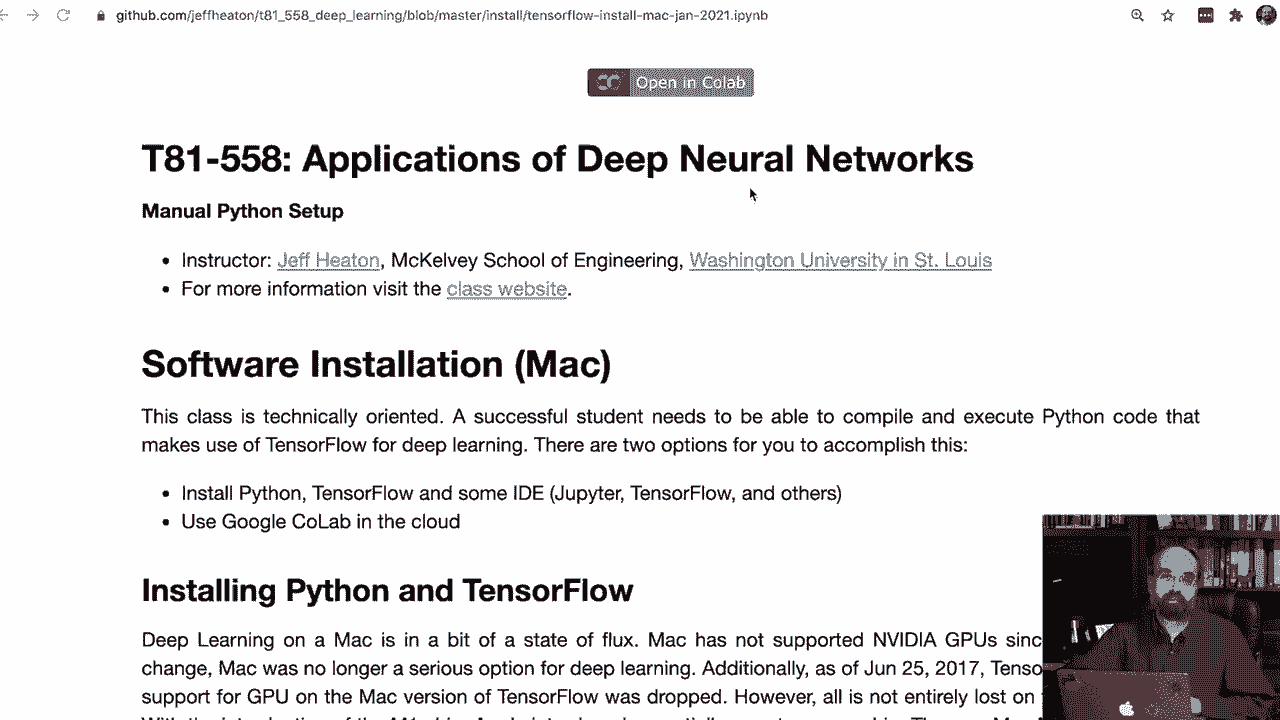 github.com/jeffheaton/t81_558_deep_learning/blob/master/install/tensorflow-install-mac-jan-2021.ipynb
Open in Colab
T81-558: Applications of Deep Neural Networks
Manual Python Setup
• Instructor: Jeff Heaton, McKelvey School of Engineering, Washington University in St. Louis
• For more information visit the class website.
Software Installation (Mac)
This class is technically oriented. A successful student needs to be able to compile and execute Python code that
makes use of TensorFlow for deep learning. There are two options for you to accomplish this:
• Install Python, TensorFlow and some IDE (Jupyter, TensorFlow, and others)
• Use Google CoLab in the cloud
Installing Python and TensorFlow
Deep Learning on a Mac is in a bit of a state of flux. Mac has not supported NVIDIA GPUs sinc
change, Mac was no longer a serious option for deep learning. Additionally, as of Jun 25, 2017, Tenso
support for GPU on the Mac version of TensorFlow was dropped. However, all is not entirely lost on